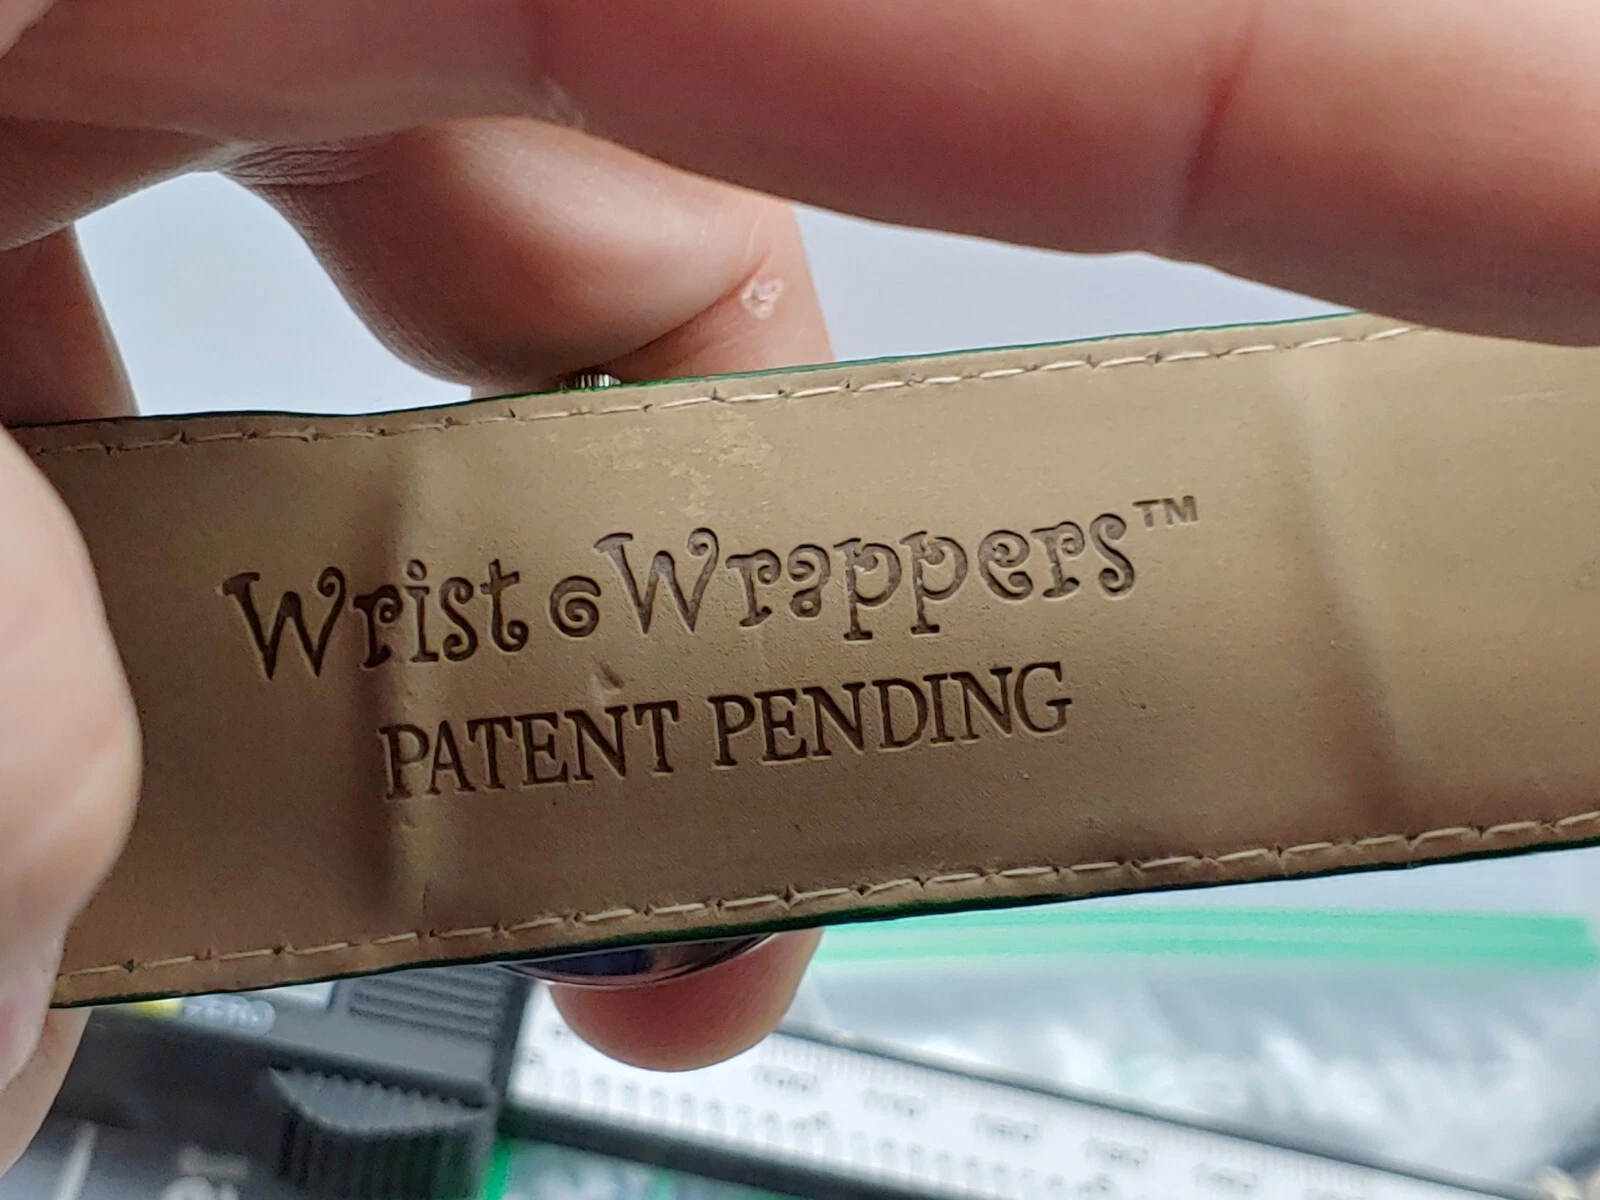 Wrist Wrappers™
PATENT PENDING